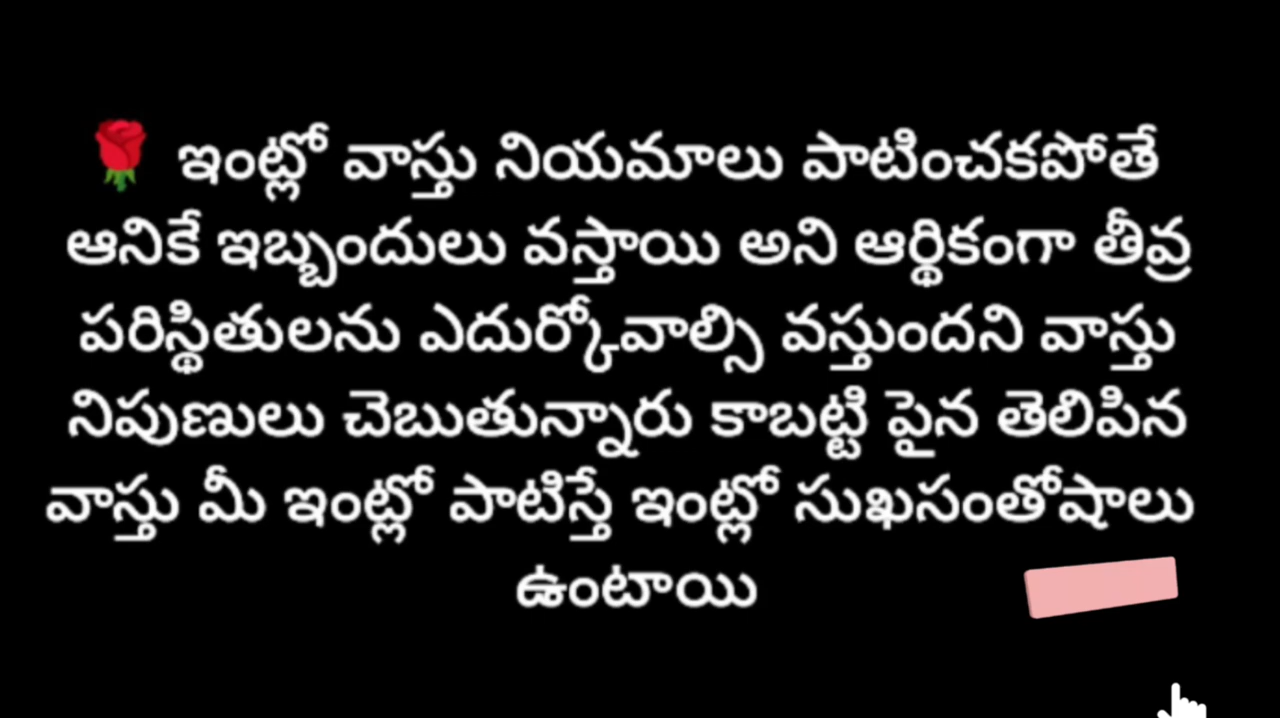 🌹 ఇంట్లో వాస్తు నియమాలు పాటించకపోతే
ఆనికే ఇబ్బందులు వస్తాయి అని ఆర్థికంగా తీవ్ర
పరిస్థితులను ఎదుర్కోవాల్సి వస్తుందని వాస్తు
నిపుణులు చెబుతున్నారు కాబట్టి పైన తెలిపిన
వాస్తు మీ ఇంట్లో పాటిస్తే ఇంట్లో సుఖసంతోషాలు
ఉంటాయి